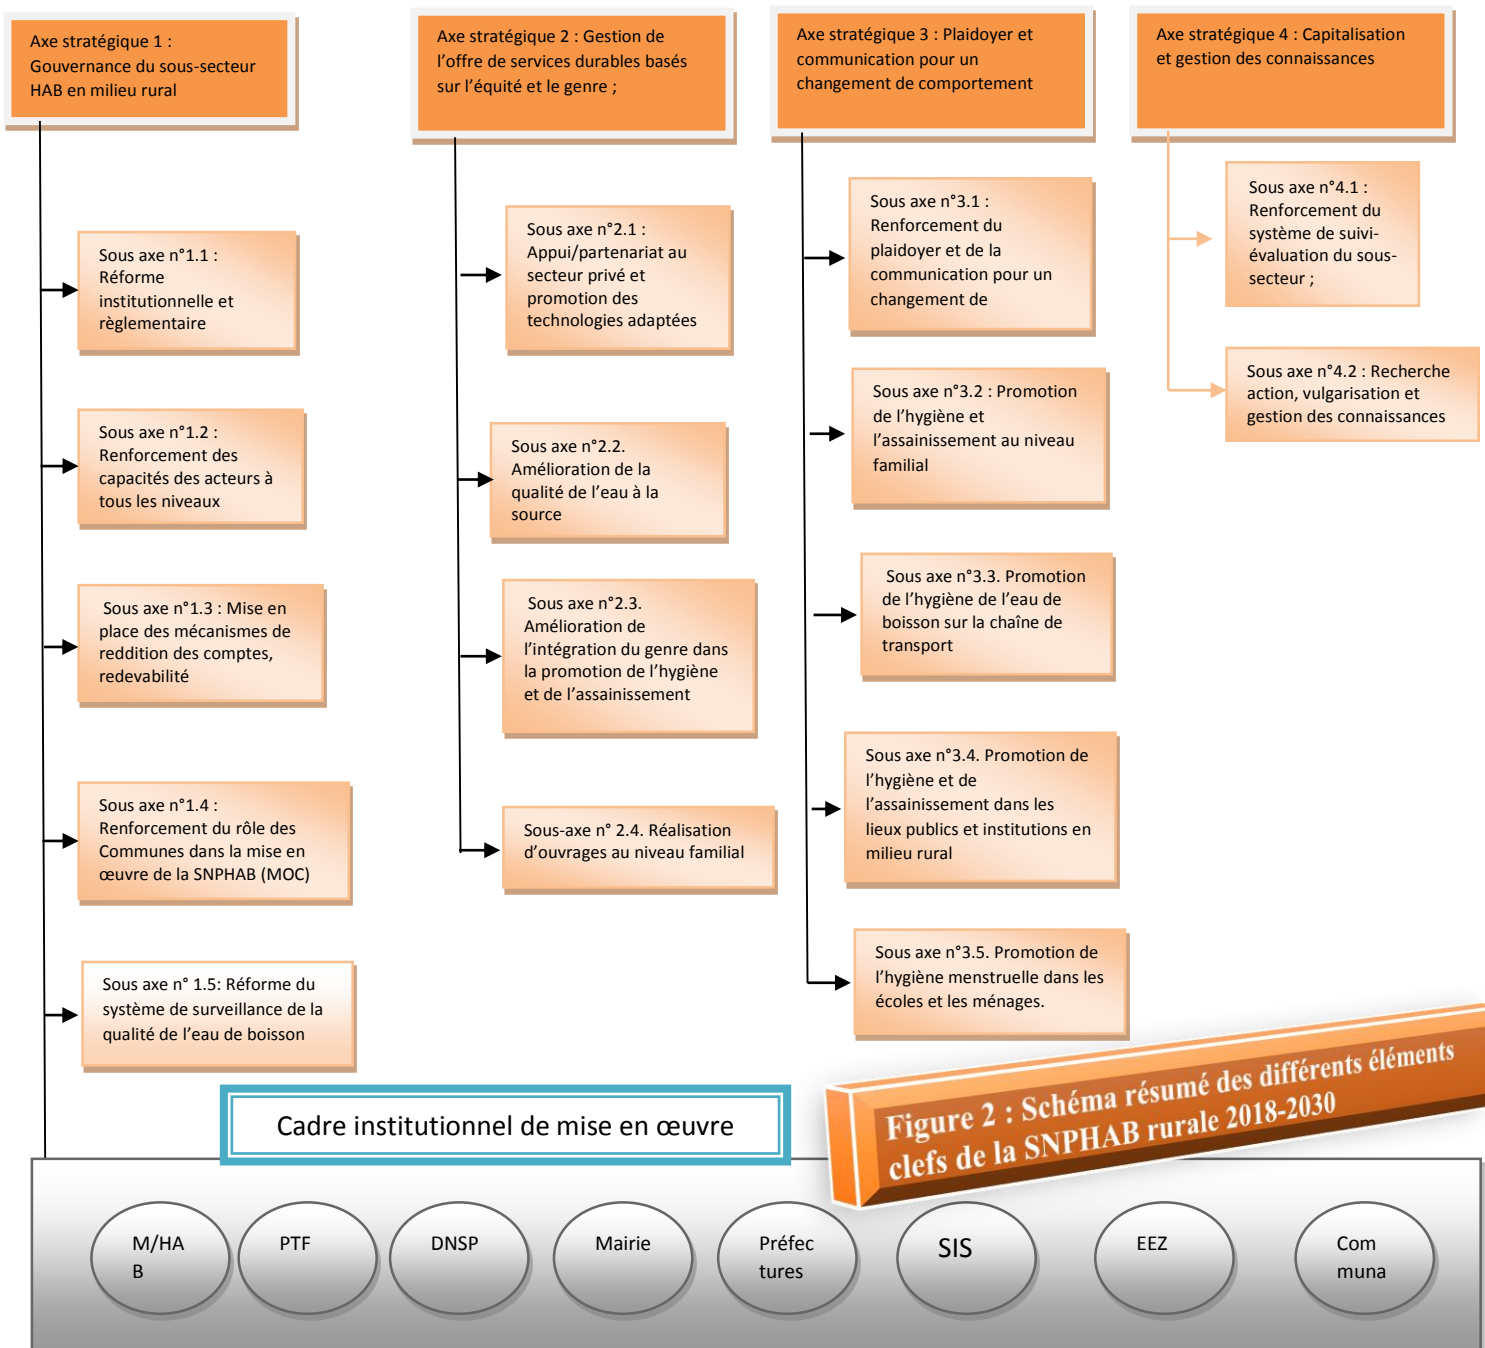 Axe stratégique 1 :
Gouvernance du sous-secteur
HAB en milieu rural
Axe stratégique 2 : Gestion de
l’offre de services durables basés
sur l’équité et le genre ;
Axe stratégique 3 : Plaidoyer et
communication pour un
changement de comportement
Axe stratégique 4 : Capitalisation
et gestion des connaissances
Sous axe n°1.1 :
Réforme
institutionnelle et
règlementaire
Sous axe n°1.2 :
Renforcement des
capacités des acteurs à
tous les niveaux
Sous axe n°1.3 : Mise en
place des mécanismes de
reddition des comptes,
redevabilité
Sous axe n°1.4 :
Renforcement du rôle des
Communes dans la mise en
œuvre de la SNPHAB (MOC)
Sous axe n° 1.5: Réforme du
système de surveillance de la
qualité de l’eau de boisson
Sous axe n°2.1 :
Appui/partenariat au
secteur privé et
promotion des
technologies adaptées
Sous axe n°2.2.
Amélioration de la
qualité de l’eau à la
source
Sous axe n°2.3.
Amélioration de
l’intégration du genre dans
la promotion de l’hygiène
et de l’assainissement
Sous-axe n° 2.4. Réalisation
d’ouvrages au niveau familial
Sous axe n°3.1 :
Renforcement du
plaidoyer et de la
communication pour un
changement de
Sous axe n°3.2 : Promotion
de l’hygiène et
l’assainissement au niveau
familial
Sous axe n°3.3. Promotion
de l’hygiène de l’eau de
boisson sur la chaîne de
transport
Sous axe n°3.4. Promotion de
l’hygiène et de
l’assainissement dans les
lieux publics et institutions en
milieu rural
Sous axe n°3.5. Promotion de
l’hygiène menstruelle dans les
écoles et les ménages.
Sous axe n°4.1 :
Renforcement du
système de suivi-
évaluation du sous-
secteur ;
Sous axe n°4.2 : Recherche
action, vulgarisation et
gestion des connaissances
Figure 2 : Schéma résumé des différents éléments
clefs de la SNPHAB rurale 2018-2030
Cadre institutionnel de mise en œuvre
M/HA
B
PTF
DNSP
Mairie
Préfec
tures
SIS
EEZ
Com
muna